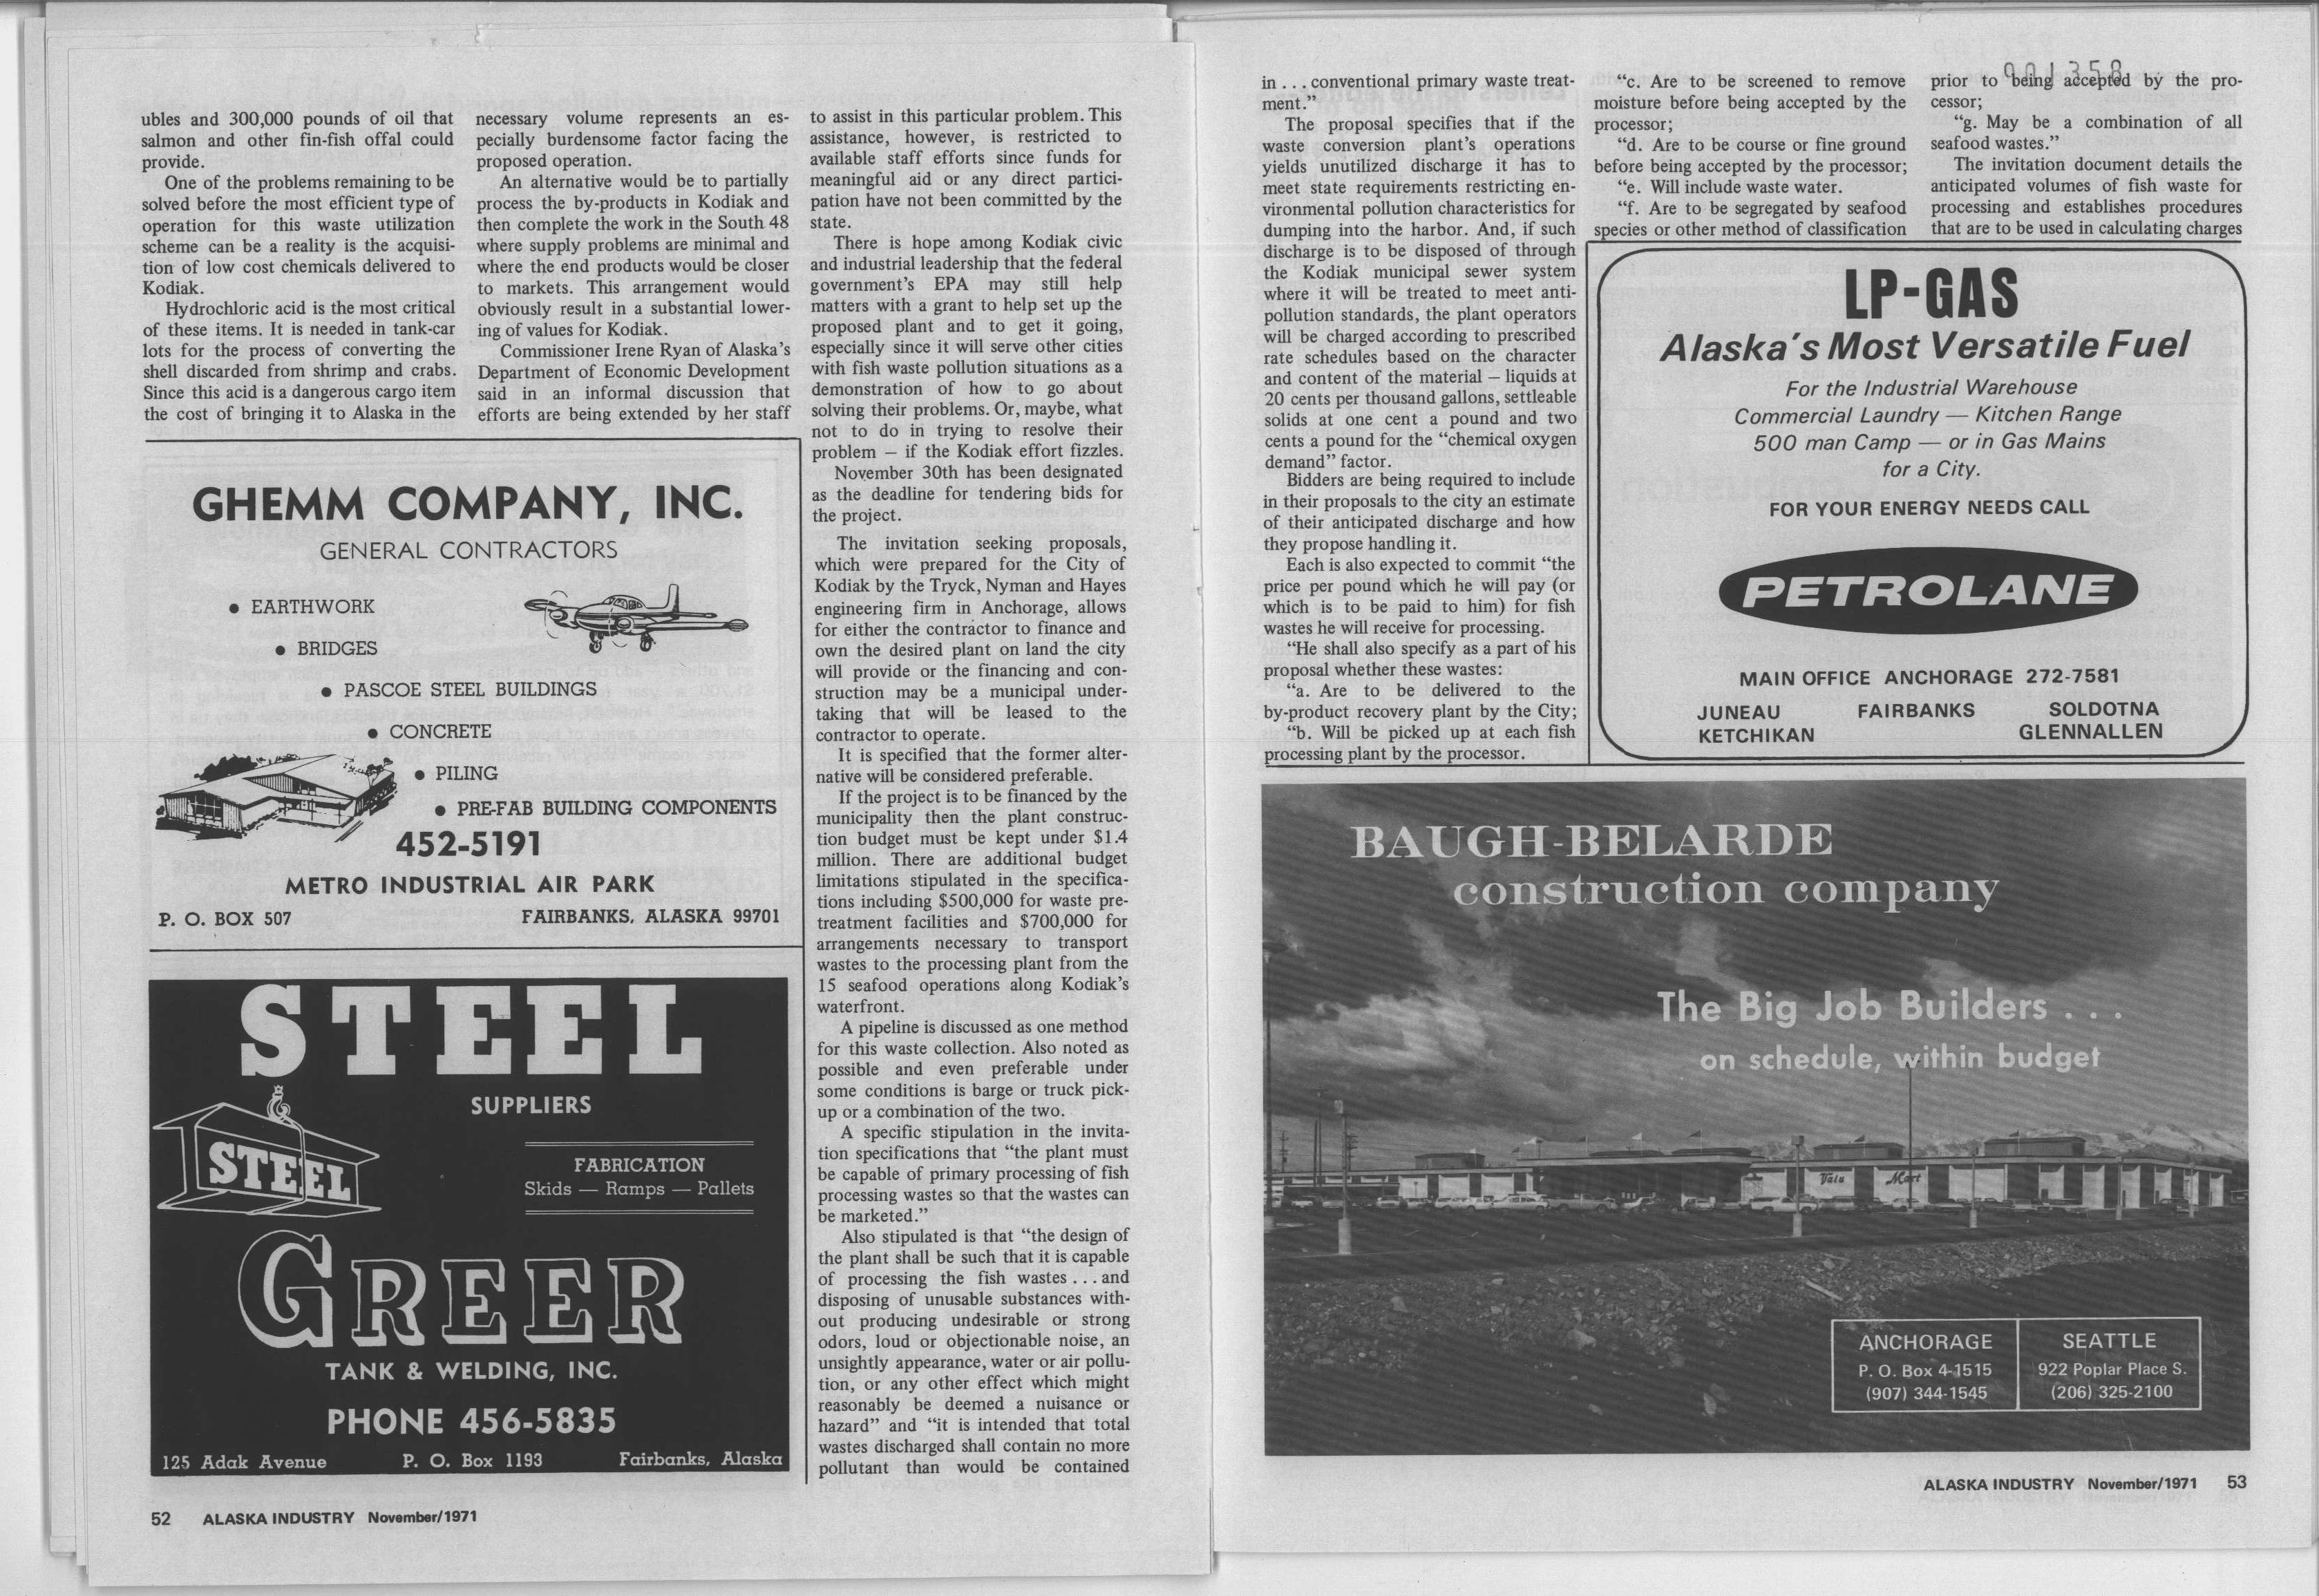 ubles and 300,000 pounds of oil that
salmon and other fin-fish offal could
provide.
One of the problems remaining to be
solved before the most efficient type of
operation for this waste utilization
scheme can be a reality is the acquisi-
tion of low cost chemicals delivered to
Kodiak.
Hydrochloric acid is the most critical
of these items. It is needed in tank-car
lots for the process of converting the
shell discarded from shrimp and crabs.
Since this acid is a dangerous cargo item
the cost of bringing it to Alaska in the
necessary volume represents an es-
pecially burdensome factor facing the
proposed operation.
An alternative would be to partially
process the by-products in Kodiak and
then complete the work in the South 48
where supply problems are minimal and
where the end products would be closer
to markets. This arrangement would
obviously result in a substantial lower-
ing of values for Kodiak.
Commissioner Irene Ryan of Alaska's
Department of Economic Development
said in an informal discussion that
efforts are being extended by her staff
to assist in this particular problem. This
assistance, however, is restricted to
available staff efforts since funds for
meaningful aid or any direct partici-
pation have not been committed by the
state.
There is hope among Kodiak civic
and industrial leadership that the federal
government's EPA may still help
matters with a grant to help set up the
proposed plant and to get it going,
especially since it will serve other cities
with fish waste pollution situations as a
demonstration of how to go about
solving their problems. Or, maybe, what
not to do in trying to resolve their
problem — if the Kodiak effort fizzles.
November 30th has been designated
as the deadline for tendering bids for
the project.
The invitation seeking proposals,
which were prepared for the City of
Kodiak by the Tryck, Nyman and Hayes
engineering firm in Anchorage, allows
for either the contractor to finance and
own the desired plant on land the city
will provide or the financing and con-
struction may be a municipal under-
taking that will be leased to the
contractor to operate.
It is specified that the former alter-
native will be considered preferable.
If the project is to be financed by the
municipality then the plant construc-
tion budget must be kept under $1.4
million. There are additional budget
limitations stipulated in the specifica-
tions including $500,000 for waste pre-
treatment facilities and $700,000 for
arrangements necessary to transport
wastes to the processing plant from the
15 seafood operations along Kodiak's
waterfront.
A pipeline is discussed as one method
for this waste collection. Also noted as
possible and even preferable under
some conditions is barge or truck pick-
up or a combination of the two.
A specific stipulation in the invita-
tion specifications that "the plant must
be capable of primary processing of fish
processing wastes so that the wastes can
be marketed."
Also stipulated is that "the design of
the plant shall be such that it is capable
of processing the fish wastes . . . and
disposing of unusable substances with-
out producing undesirable or strong
odors, loud or objectionable noise, an
unsightly appearance, water or air pollu-
tion, or any other effect which might
reasonably be deemed a nuisance or
hazard" and "it is intended that total
wastes discharged shall contain no more
pollutant than would be contained
GHEMM COMPANY, INC.
GENERAL CONTRACTORS
• EARTHWORK
• BRIDGES
• PASCOE STEEL BUILDINGS
• CONCRETE
• PILING
• PRE-FAB BUILDING COMPONENTS
452-5191
METRO INDUSTRIAL AIR PARK
P. O. BOX 507 FAIRBANKS, ALASKA 99701
STEEL
SUPPLIERS
STEEL
FABRICATION
Skids — Ramps — Pallets
GREER
TANK & WELDING, INC.
PHONE 456-5835
125 Adak Avenue P. O. Box 1193 Fairbanks, Alaska
52 ALASKA INDUSTRY November/1971
001358
in . . . conventional primary waste treat-
ment."
The proposal specifies that if the
waste conversion plant's operations
yields unutilized discharge it has to
meet state requirements restricting en-
vironmental pollution characteristics for
dumping into the harbor. And, if such
discharge is to be disposed of through
the Kodiak municipal sewer system
where it will be treated to meet anti-
pollution standards, the plant operators
will be charged according to prescribed
rate schedules based on the character
and content of the material — liquids at
20 cents per thousand gallons, settleable
solids at one cent a pound and two
cents a pound for the "chemical oxygen
demand" factor.
Bidders are being required to include
in their proposals to the city an estimate
of their anticipated discharge and how
they propose handling it.
Each is also expected to commit "the
price per pound which he will pay (or
which is to be paid to him) for fish
wastes he will receive for processing.
"He shall also specify as a part of his
proposal whether these wastes:
"a. Are to be delivered to the
by-product recovery plant by the City;
"b. Will be picked up at each fish
processing plant by the processor.
"c. Are to be screened to remove
moisture before being accepted by the
processor;
"d. Are to be course or fine ground
before being accepted by the processor;
"e. Will include waste water.
"f. Are to be segregated by seafood
species or other method of classification
prior to being accepted by the pro-
cessor;
"g. May be a combination of all
seafood wastes."
The invitation document details the
anticipated volumes of fish waste for
processing and establishes procedures
that are to be used in calculating charges
LP-GAS
Alaska's Most Versatile Fuel
For the Industrial Warehouse
Commercial Laundry — Kitchen Range
500 man Camp — or in Gas Mains
for a City.
FOR YOUR ENERGY NEEDS CALL
PETROLANE
MAIN OFFICE ANCHORAGE 272-7581
JUNEAU FAIRBANKS SOLDOTNA
KETCHIKAN GLENNALLEN
BAUGH-BELARDE
construction company
The Big Job Builders . . .
on schedule, within budget
Valu Mart
ANCHORAGE
P. O. Box 4-1515
(907) 344-1545
SEATTLE
922 Poplar Place S.
(206) 325-2100
ALASKA INDUSTRY November/1971 53